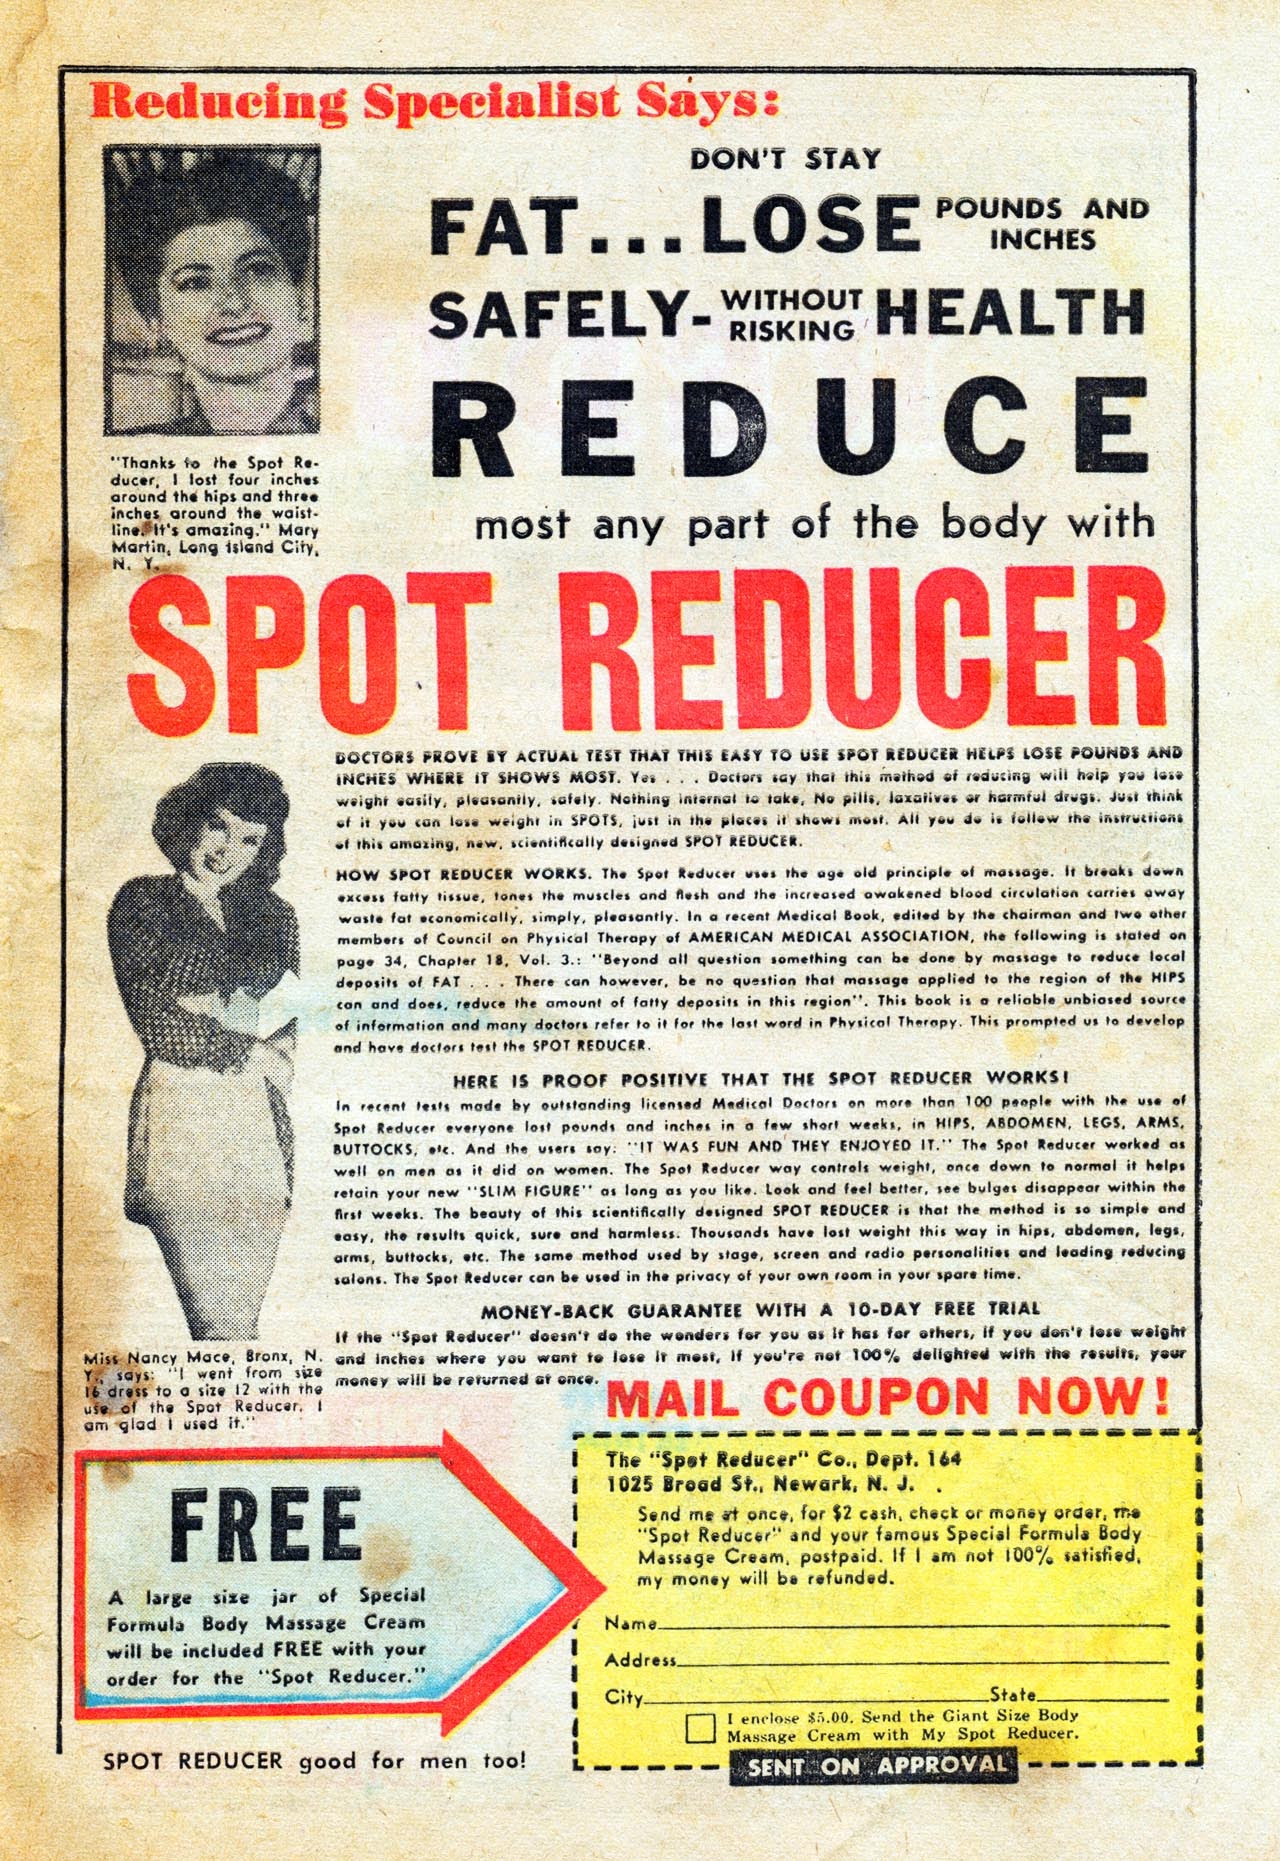 Reducing Specialist Says:
DON'T STAY
FAT...LOSE POUNDS AND INCHES
SAFELY- WITHOUT RISKING HEALTH
REDUCE
most any part of the body with
"Thanks to the Spot Re-
ducer, I lost four inches
around the hips and three
inches around the waist-
line. It's amazing." Mary
Martin, Long Island City,
N. Y.
SPOT REDUCER
DOCTORS PROVE BY ACTUAL TEST THAT THIS EASY TO USE SPOT REDUCER HELPS LOSE POUNDS AND
INCHES WHERE IT SHOWS MOST. Yes . . . Doctors say that this method of reducing will help you lose
weight easily, pleasantly, safely. Nothing internal to take, No pills, laxatives or harmful drugs. Just think
of it you can lose weight in SPOTS, just in the places it shows most. All you do is follow the instructions
of this amazing, new, scientifically designed SPOT REDUCER.
HOW SPOT REDUCER WORKS. The Spot Reducer uses the age old principle of massage. It breaks down
excess fatty tissue, tones the muscles and flesh and the increased awakened blood circulation carries away
waste fat economically, simply, pleasantly. In a recent Medical Book, edited by the chairman and two other
members of Council on Physical Therapy of AMERICAN MEDICAL ASSOCIATION, the following is stated on
page 34, Chapter 18, Vol. 3.: "Beyond all question something can be done by massage to reduce local
deposits of FAT . . . There can however, be no question that massage applied to the region of the HIPS
can and does, reduce the amount of fatty deposits in this region". This book is a reliable unbiased source
of information and many doctors refer to it for the last word in Physical Therapy. This prompted us to develop
and have doctors test the SPOT REDUCER.
HERE IS PROOF POSITIVE THAT THE SPOT REDUCER WORKS!
In recent tests made by outstanding licensed Medical Doctors on more than 100 people with the use of
Spot Reducer everyone lost pounds and inches in a few short weeks, in HIPS, ABDOMEN, LEGS, ARMS,
BUTTOCKS, etc. And the users say: "IT WAS FUN AND THEY ENJOYED IT." The Spot Reducer worked as
well on men as it did on women. The Spot Reducer way controls weight, once down to normal it helps
retain your new "SLIM FIGURE" as long as you like. Look and feel better, see bulges disappear within the
first weeks. The beauty of this scientifically designed SPOT REDUCER is that the method is so simple and
easy, the results quick, sure and harmless. Thousands have lost weight this way in hips, abdomen, legs,
arms, buttocks, etc. The same method used by stage, screen and radio personalities and leading reducing
salons. The Spot Reducer can be used in the privacy of your own room in your spare time.
MONEY-BACK GUARANTEE WITH A 10-DAY FREE TRIAL
If the "Spot Reducer" doesn't do the wonders for you as it has for others, if you don't lose weight
and inches where you want to lose it most, if you're not 100% delighted with the results, your
money will be returned at once.
Miss Nancy Mace, Bronx, N.
Y., says: "I went from size
16 dress to a size 12 with the
use of the Spot Reducer. I
am glad I used it."
MAIL COUPON NOW!
FREE
A large size jar of Special
Formula Body Massage Cream
will be included FREE with your
order for the "Spot Reducer."
SPOT REDUCER good for men too!
The "Spot Reducer" Co., Dept. 164
1025 Broad St., Newark, N. J.
Send me at once, for $2 cash, check or money order, the
"Spot Reducer" and your famous Special Formula Body
Massage Cream, postpaid. If I am not 100% satisfied,
my money will be refunded.
Name
Address
City State
I enclose $5.00. Send the Giant Size Body
Massage Cream with My Spot Reducer.
SENT ON APPROVAL